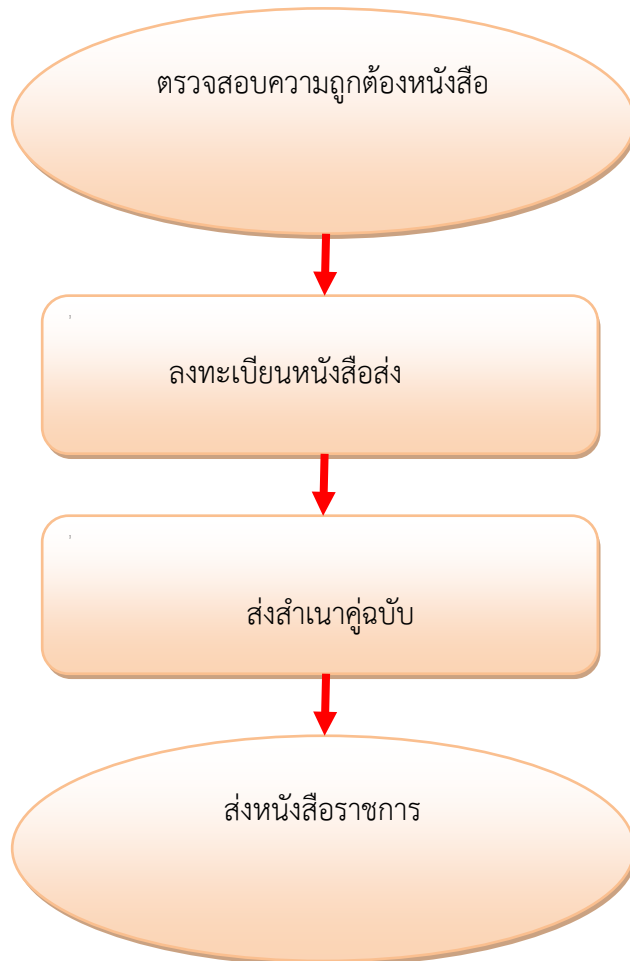 ตรวจสอบความถูกต้องหนังสือ
,
ลงทะเบียนหนังสือส่ง
,
ส่งสำเนาคู่ฉบับ
ส่งหนังสือราชการ